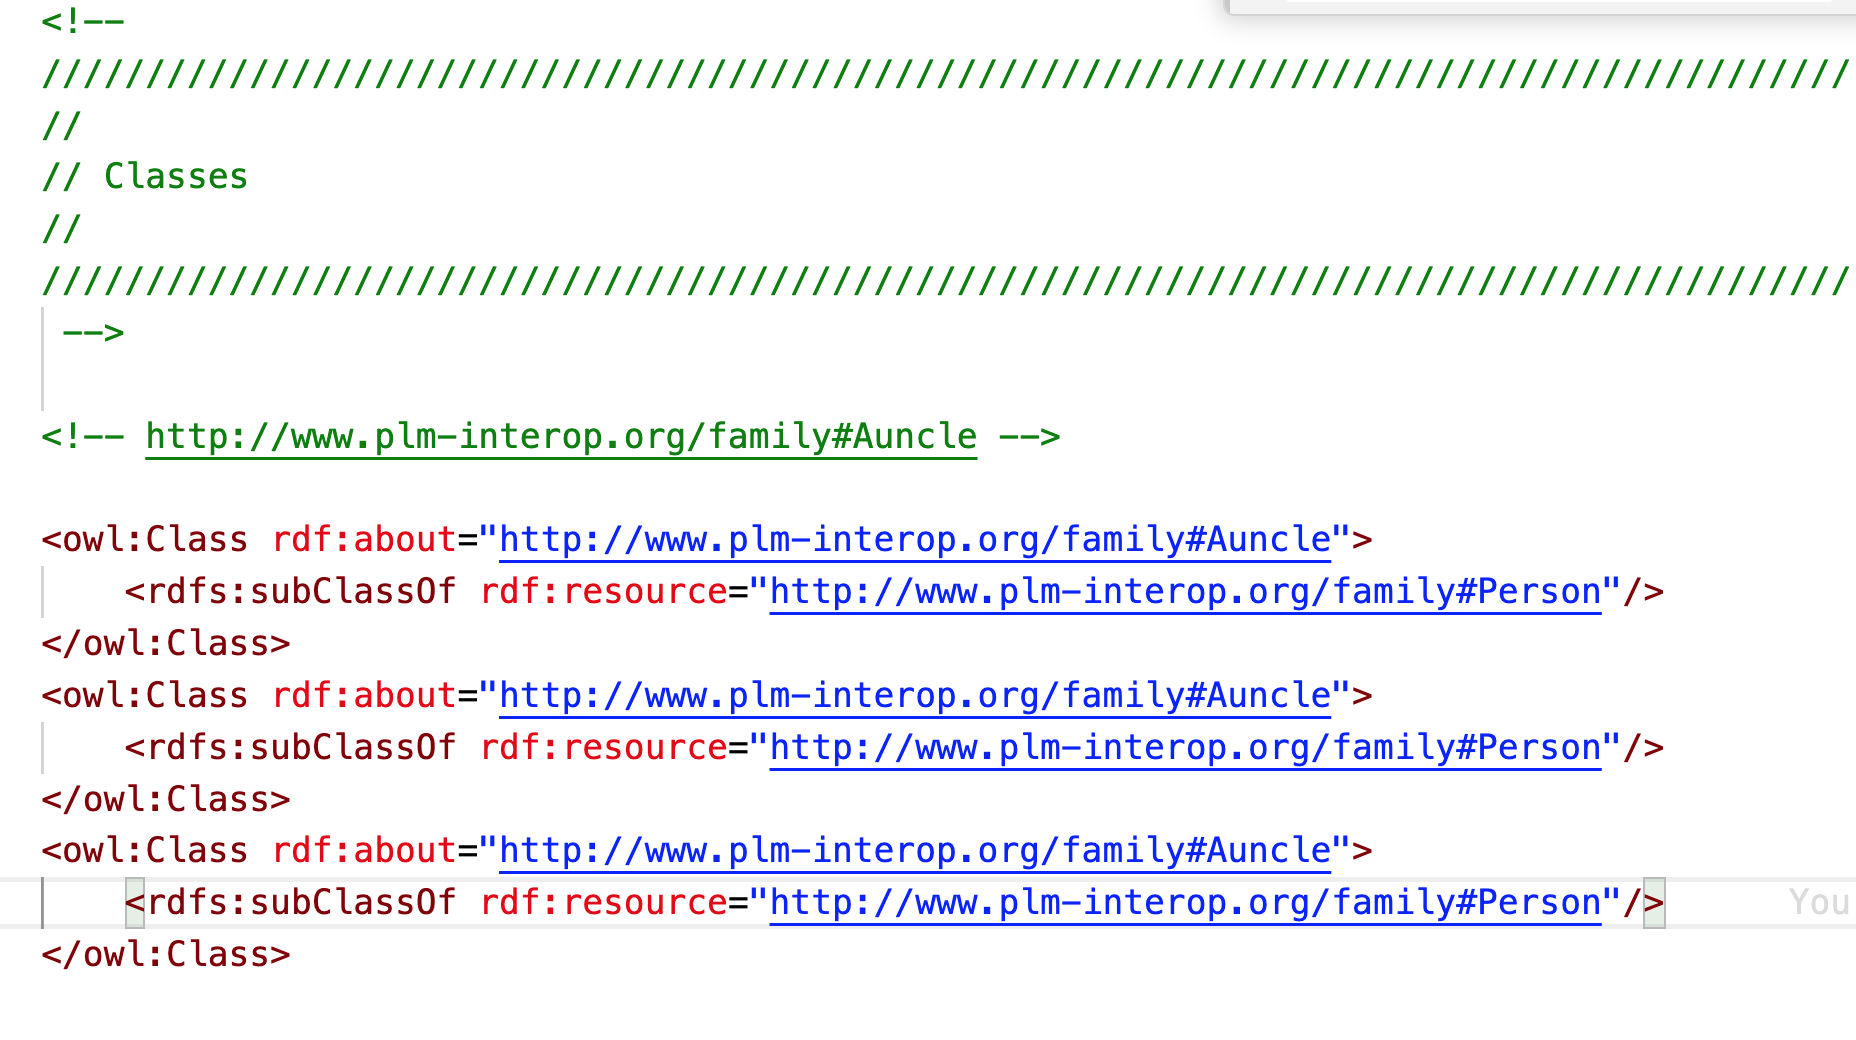 <!--
///////////////////////////////////////////////////////////////////////////////////////
//
// Classes
//
///////////////////////////////////////////////////////////////////////////////////////
-->
<!-- http://www.plm-interop.org/family#Auncle -->
<owl:Class rdf:about="http://www.plm-interop.org/family#Auncle">
<rdfs:subClassOf rdf:resource="http://www.plm-interop.org/family#Person"/>
</owl:Class>
<owl:Class rdf:about="http://www.plm-interop.org/family#Auncle">
<rdfs:subClassOf rdf:resource="http://www.plm-interop.org/family#Person"/>
</owl:Class>
<owl:Class rdf:about="http://www.plm-interop.org/family#Auncle">
<rdfs:subClassOf rdf:resource="http://www.plm-interop.org/family#Person"/> You
</owl:Class>